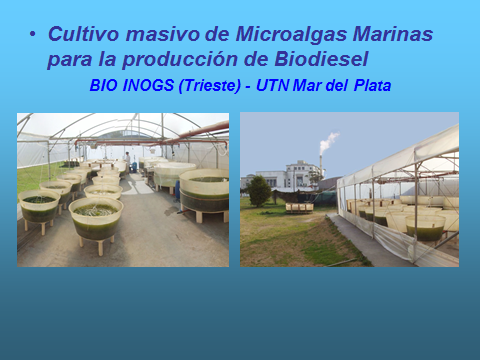 • Cultivo masivo de Microalgas Marinas
para la producción de Biodiesel
BIO INOGS (Trieste) - UTN Mar del Plata